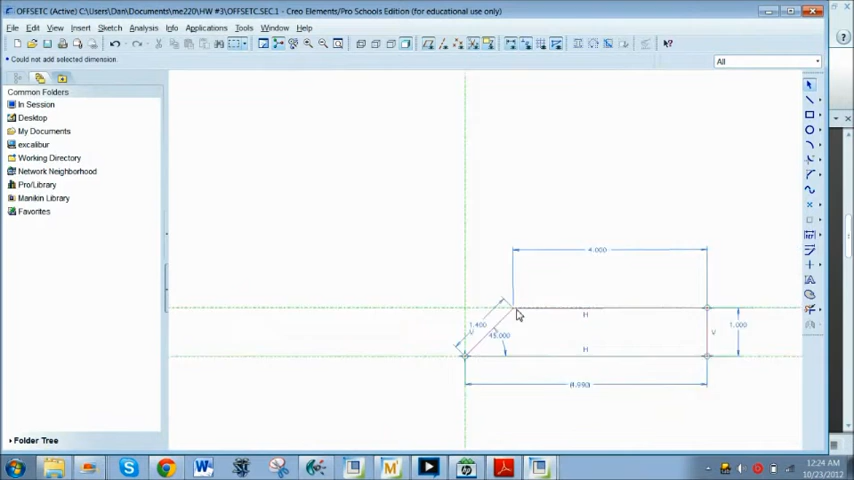 OFFSETC (Active) C:\Users\Dan\Documents\me220\HW #3\OFFSETC.SEC.1 - Creo Elements/Pro Schools Edition (for educational use only)
File Edit View Insert Sketch Analysis Info Applications Tools Window Help
Could not add selected dimension.
All
Common Folders
In Session
Desktop
My Documents
excalibur
Working Directory
Network Neighborhood
Pro/Library
Manikin Library
Favorites
4.000
1.400
V
45.000
H
V
1.000
H
Folder Tree
12:24 AM
10/23/2012